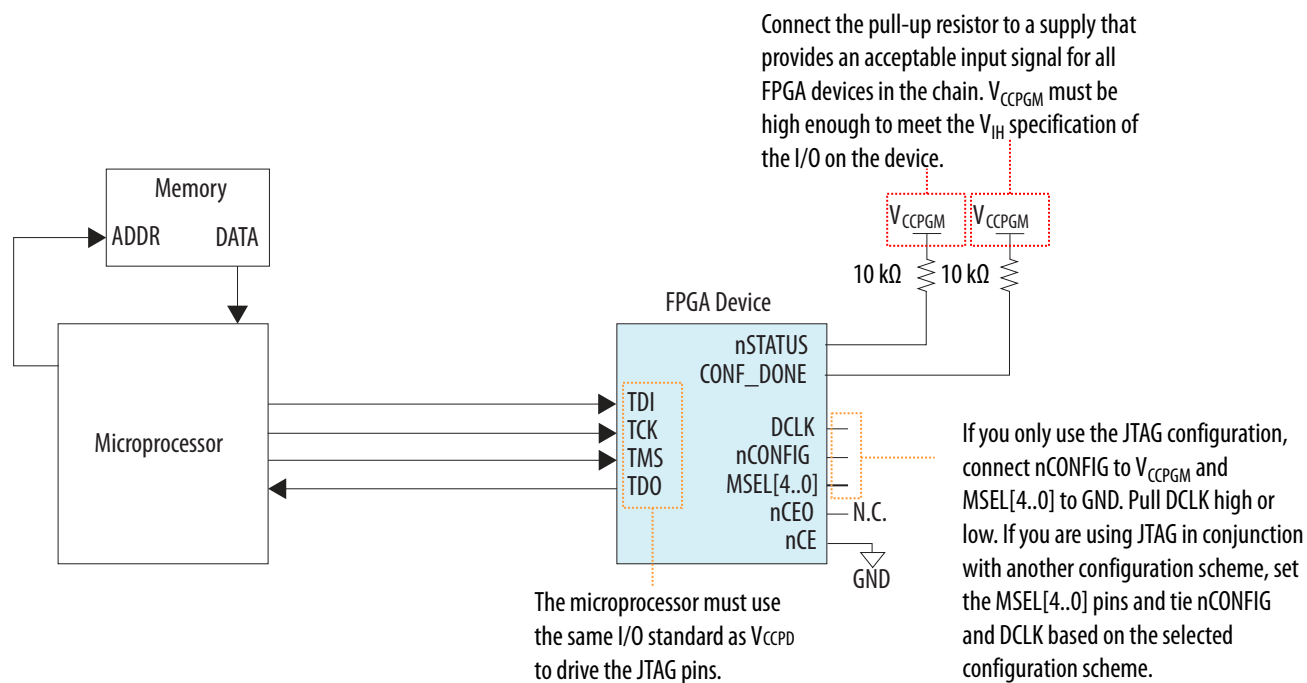 Connect the pull-up resistor to a supply that
provides an acceptable input signal for all
FPGA devices in the chain. VCCPGM must be
high enough to meet the VIH specification of
the I/O on the device.
VCCPGM VCCPGM
10 kΩ 10 kΩ
Memory
ADDR DATA
Microprocessor
FPGA Device
nSTATUS
CONF_DONE
TDI
TCK
TMS
TDO
DCLK
nCONFIG
MSEL[4..0]
nCEO N.C.
nCE
GND
The microprocessor must use
the same I/O standard as VCCPD
to drive the JTAG pins.
If you only use the JTAG configuration,
connect nCONFIG to VCCPGM and
MSEL[4..0] to GND. Pull DCLK high or
low. If you are using JTAG in conjunction
with another configuration scheme, set
the MSEL[4..0] pins and tie nCONFIG
and DCLK based on the selected
configuration scheme.